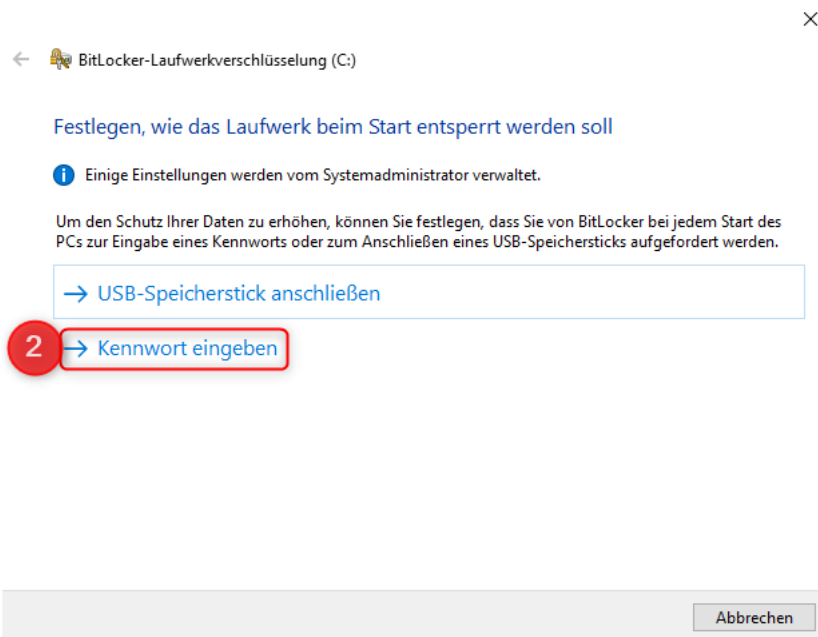 BitLocker-Laufwerkverschlüsselung (C:)
Festlegen, wie das Laufwerk beim Start entsperrt werden soll
Einige Einstellungen werden vom Systemadministrator verwaltet.
Um den Schutz Ihrer Daten zu erhöhen, können Sie festlegen, dass Sie von BitLocker bei jedem Start des
PCs zur Eingabe eines Kennworts oder zum Anschließen eines USB-Speichersticks aufgefordert werden.
USB-Speicherstick anschließen
2 Kennwort eingeben
Abbrechen